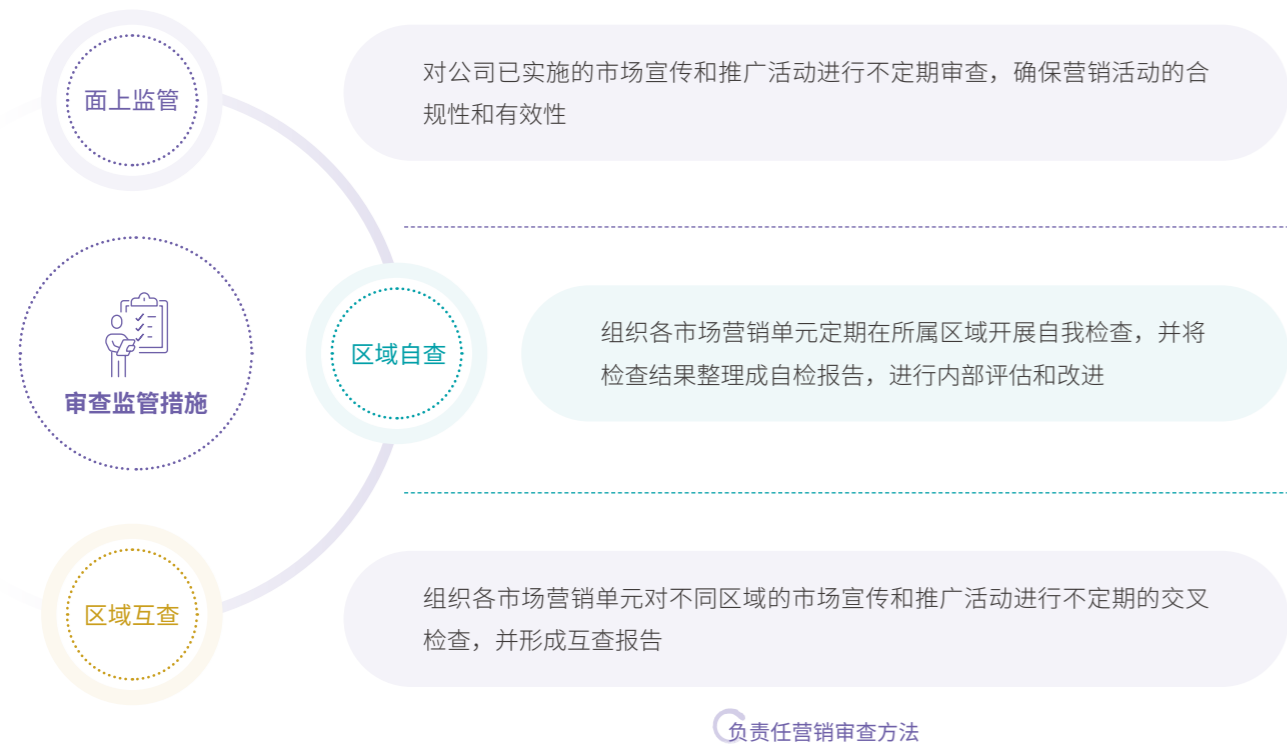 面上监管
对公司已实施的市场宣传和推广活动进行不定期审查，确保营销活动的合
规性和有效性
审查监管措施
区域自查
组织各市场营销单元定期在所属区域开展自我检查，并将
检查结果整理成自检报告，进行内部评估和改进
区域互查
组织各市场营销单元对不同区域的市场宣传和推广活动进行不定期的交叉
检查，并形成互查报告
负责任营销审查方法